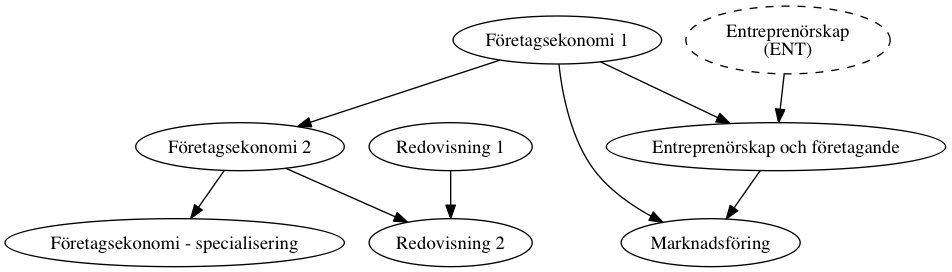 Företagsekonomi 1
Entreprenörskap
(ENT)
Företagsekonomi 2
Redovisning 1
Entreprenörskap och företagande
Företagsekonomi - specialisering
Redovisning 2
Marknadsföring